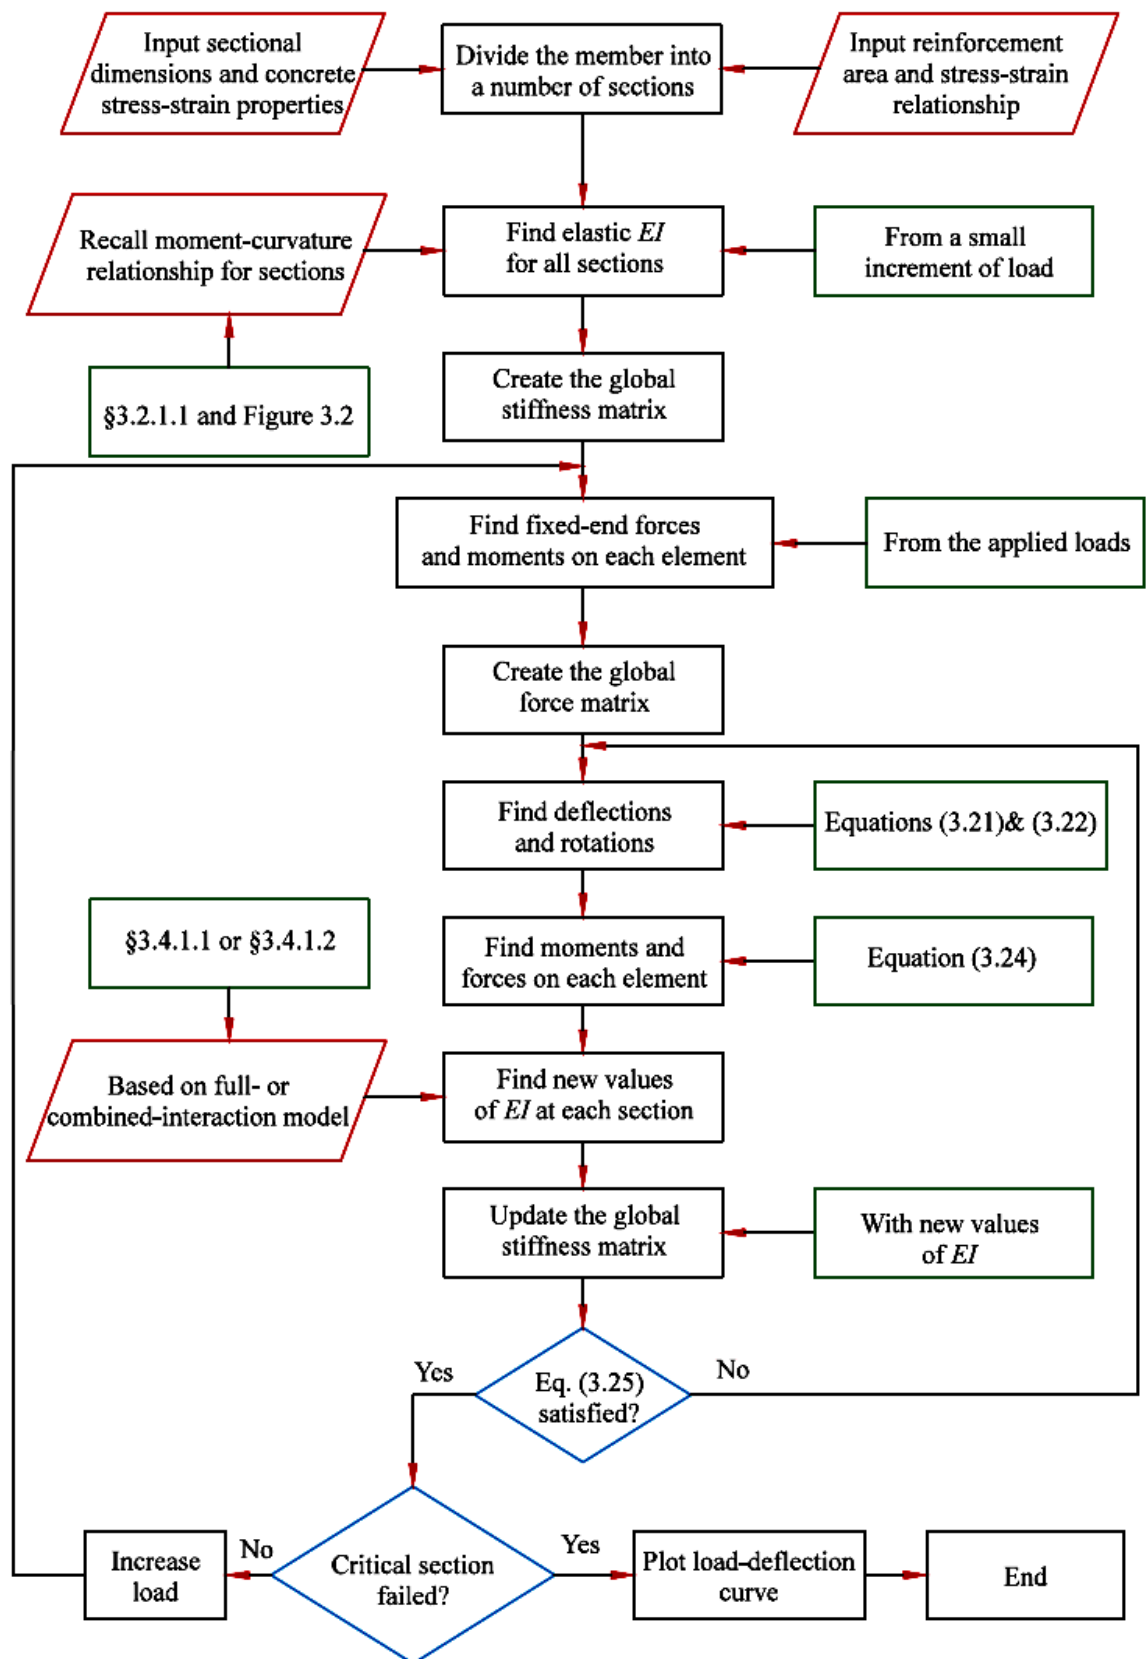 Input sectional
dimensions and concrete
stress-strain properties
Divide the member into
a number of sections
Input reinforcement
area and stress-strain
relationship
Recall moment-curvature
relationship for sections
Find elastic EI
for all sections
From a small
increment of load
§3.2.1.1 and Figure 3.2
Create the global
stiffness matrix
Find fixed-end forces
and moments on each element
From the applied loads
Create the global
force matrix
Find deflections
and rotations
Equations (3.21)& (3.22)
§3.4.1.1 or §3.4.1.2
Find moments and
forces on each element
Equation (3.24)
Based on full- or
combined-interaction model
Find new values
of EI at each section
Update the global
stiffness matrix
With new values
of EI
Yes
Eq. (3.25)
satisfied?
No
Increase
load
No
Critical section
failed?
Yes
Plot load-deflection
curve
End